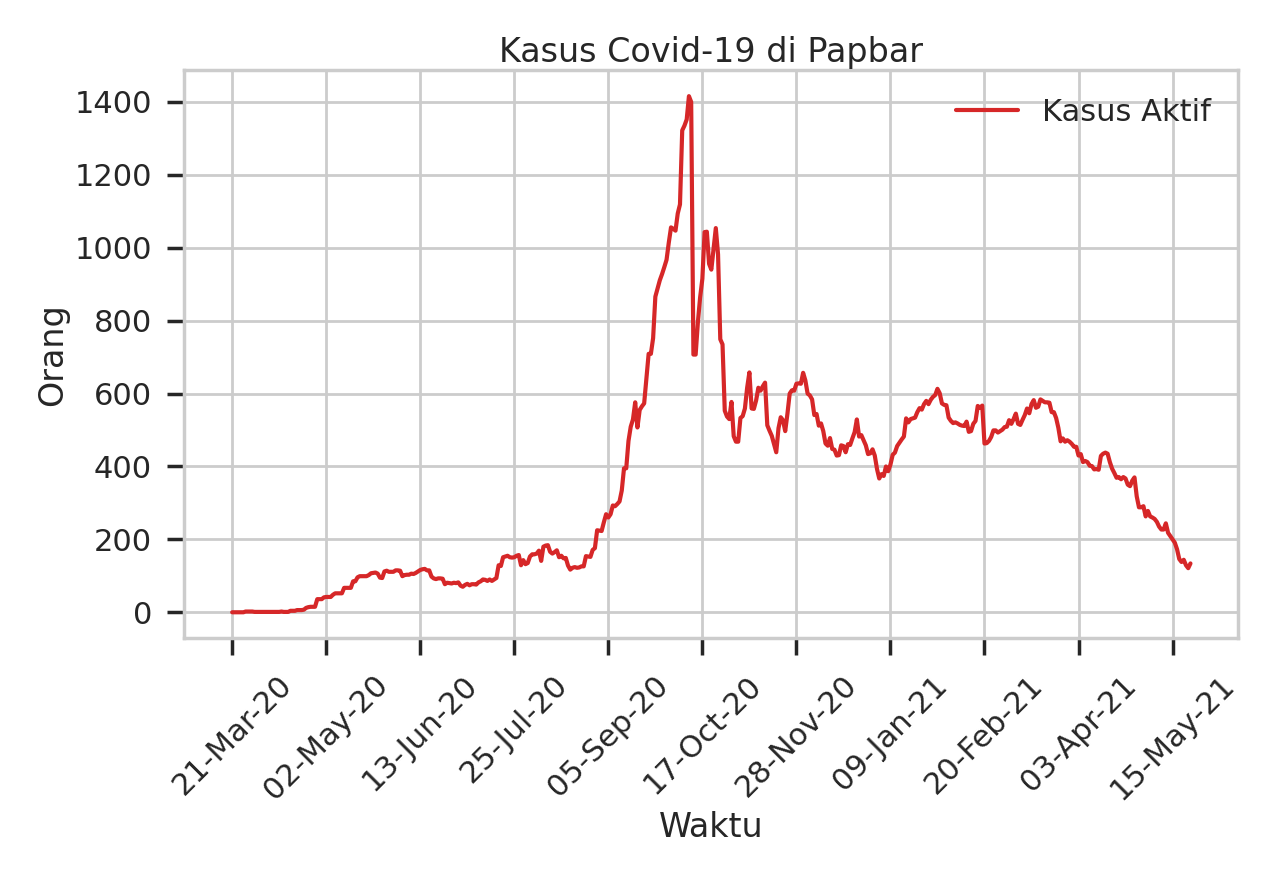 Kasus Covid-19 di Papbar
Kasus Aktif
1400
1200
1000
800
600
400
200
0
Orang
21-Mar-20
02-May-20
13-Jun-20
25-Jul-20
05-Sep-20
17-Oct-20
28-Nov-20
09-Jan-21
20-Feb-21
03-Apr-21
15-May-21
Waktu